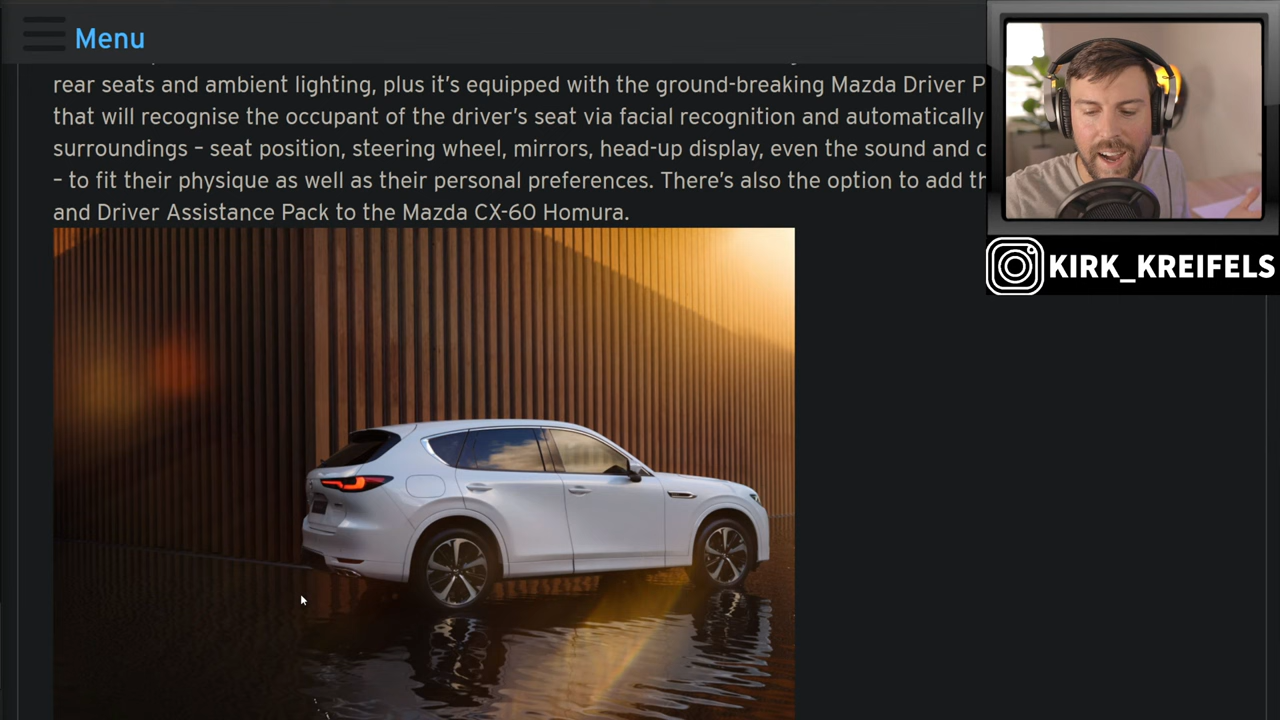 Menu
rear seats and ambient lighting, plus it’s equipped with the ground-breaking Mazda Driver P
that will recognise the occupant of the driver’s seat via facial recognition and automatically
surroundings – seat position, steering wheel, mirrors, head-up display, even the sound and c
– to fit their physique as well as their personal preferences. There’s also the option to add th
and Driver Assistance Pack to the Mazda CX-60 Homura.
KIRK_KREIFELS